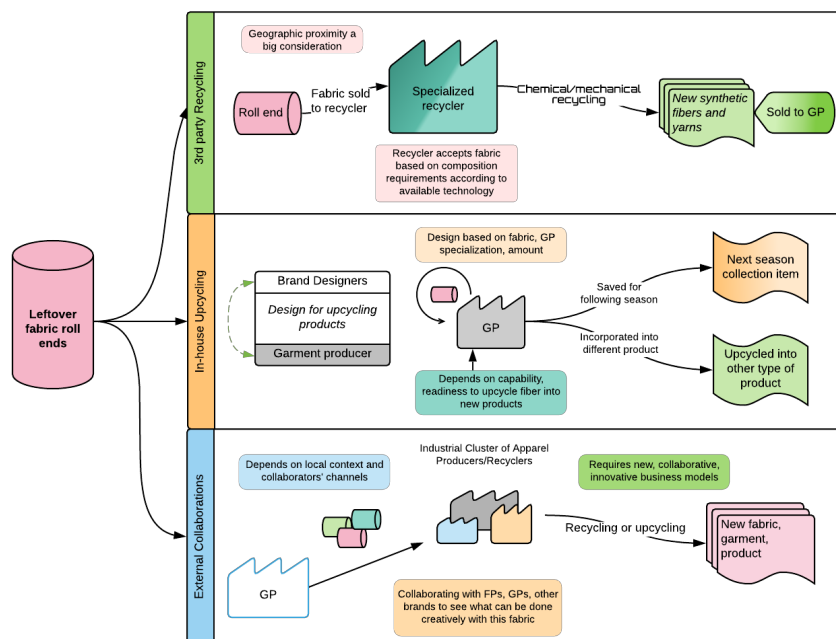 Leftover
fabric roll
ends
3rd party Recycling
Geographic proximity a
big consideration
Roll end
Fabric sold
to recycler
Specialized
recycler
Chemical/mechanical
recycling
New synthetic
fibers and
yarns
Sold to GP
Recycler accepts fabric
based on composition
requirements according to
available technology
In-house Upcycling
Brand Designers
Design for upcycling
products
Garment producer
Design based on fabric, GP
specialization, amount
GP
Depends on capability,
readiness to upcycle fiber into
new products
Saved for
following season
Next season
collection item
Incorporated into
different product
Upcycled into
other type of
product
External Collaborations
Depends on local context and
collaborators' channels
GP
Industrial Cluster of Apparel
Producers/Recyclers
Collaborating with FPs, GPs, other
brands to see what can be done
creatively with this fabric
Requires new, collaborative,
innovative business models
Recycling or upcycling
New fabric,
garment,
product